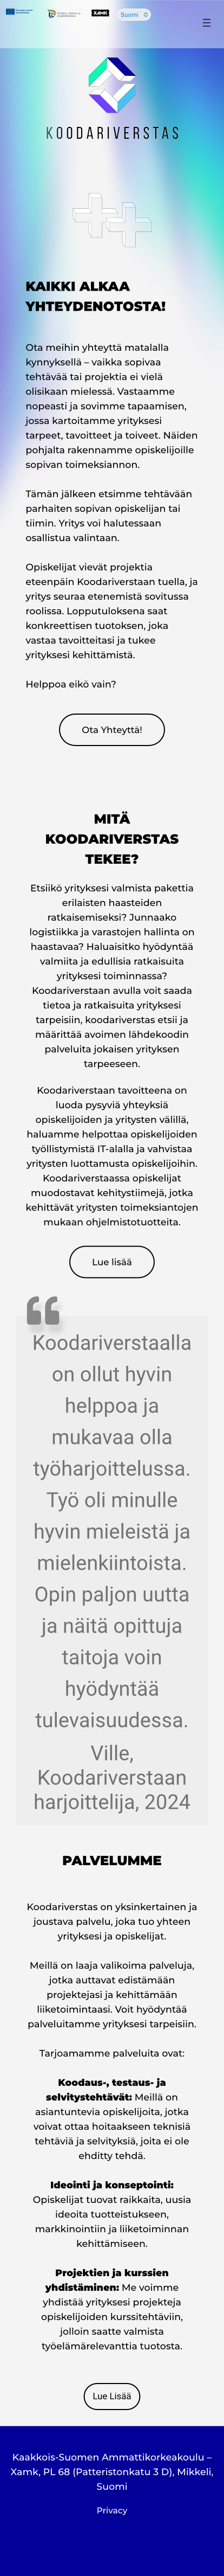 XAMK
Suomi
KOODARIVERSTAS
KAIKKI ALKAA
YHTEYDENOTOSTA!
Ota meihin yhteyttä matalalla
kynnyksellä – vaikka sopivaa
tehtävää tai projektia ei vielä
olisikaan mielessä. Vastaamme
nopeasti ja sovimme tapaamisen,
jossa kartoitamme yrityksesi
tarpeet, tavoitteet ja toiveet. Näiden
pohjalta rakennamme opiskelijoille
sopivan toimeksiannon.
Tämän jälkeen etsimme tehtävään
parhaiten sopivan opiskelijan tai
tiimin. Yritys voi halutessaan
osallistua valintaan.
Opiskelijat vievät projektia
eteenpäin Koodariverstaan tuella, ja
yritys seuraa etenemistä sovitussa
roolissa. Lopputuloksena saat
konkreettisen tuotoksen, joka
vastaa tavoitteitasi ja tukee
yrityksesi kehittämistä.
Helppoa eikö vain?
Ota Yhteyttä!
MITÄ
KOODARIVERSTAS
TEKEE?
Etsiikö yrityksesi valmista pakettia
erilaisten haasteiden
ratkaisemiseksi? Junnaako
logistiikka ja varastojen hallinta on
haastavaa? Haluaisitko hyödyntää
valmiita ja edullisia ratkaisuita
yrityksesi toiminnassa?
Koodariverstaan avulla voit saada
tietoa ja ratkaisuita yrityksesi
tarpeisiin, koodariverstas etsii ja
määrittää avoimen lähdekoodin
palveluita jokaisen yrityksen
tarpeeseen.
Koodariverstaan tavoitteena on
luoda pysyviä yhteyksiä
opiskelijoiden ja yritysten välillä,
haluamme helpottaa opiskelijoiden
työllistymistä IT-alalla ja vahvistaa
yritysten luottamusta opiskelijoihin.
Koodariverstaassa opiskelijat
muodostavat kehitystiimejä, jotka
kehittävät yritysten toimeksiantojen
mukaan ohjelmistotuotteita.
Lue lisää
Koodariverstaalla
on ollut hyvin
helppoa ja
mukavaa olla
työharjoittelussa.
Työ oli minulle
hyvin mieleistä ja
mielenkiintoista.
Opin paljon uutta
ja näitä opittuja
taitoja voin
hyödyntää
tulevaisuudessa.
Ville,
Koodariverstaan
harjoittelija, 2024
PALVELUMME
Koodariverstas on yksinkertainen ja
joustava palvelu, joka tuo yhteen
yrityksesi ja opiskelijat.
Meillä on laaja valikoima palveluja,
jotka auttavat edistämään
projektejasi ja kehittämään
liiketoimintaasi. Voit hyödyntää
palveluitamme yrityksesi tarpeisiin.
Tarjoamamme palveluita ovat:
Koodaus-, testaus- ja
selvitystehtävät: Meillä on
asiantuntevia opiskelijoita, jotka
voivat ottaa hoitaakseen teknisiä
tehtäviä ja selvityksiä, joita ei ole
ehditty tehdä.
Ideointi ja konseptointi:
Opiskelijat tuovat raikkaita, uusia
ideoita tuotteistukseen,
markkinointiin ja liiketoiminnan
kehittämiseen.
Projektien ja kurssien
yhdistäminen: Me voimme
yhdistää yrityksesi projekteja
opiskelijoiden kurssitehtäviin,
jolloin saatte valmista
työelämärelevanttia tuotosta.
Lue Lisää
Kaakkois-Suomen Ammattikorkeakoulu –
Xamk, PL 68 (Patteristonkatu 3 D), Mikkeli,
Suomi
Privacy